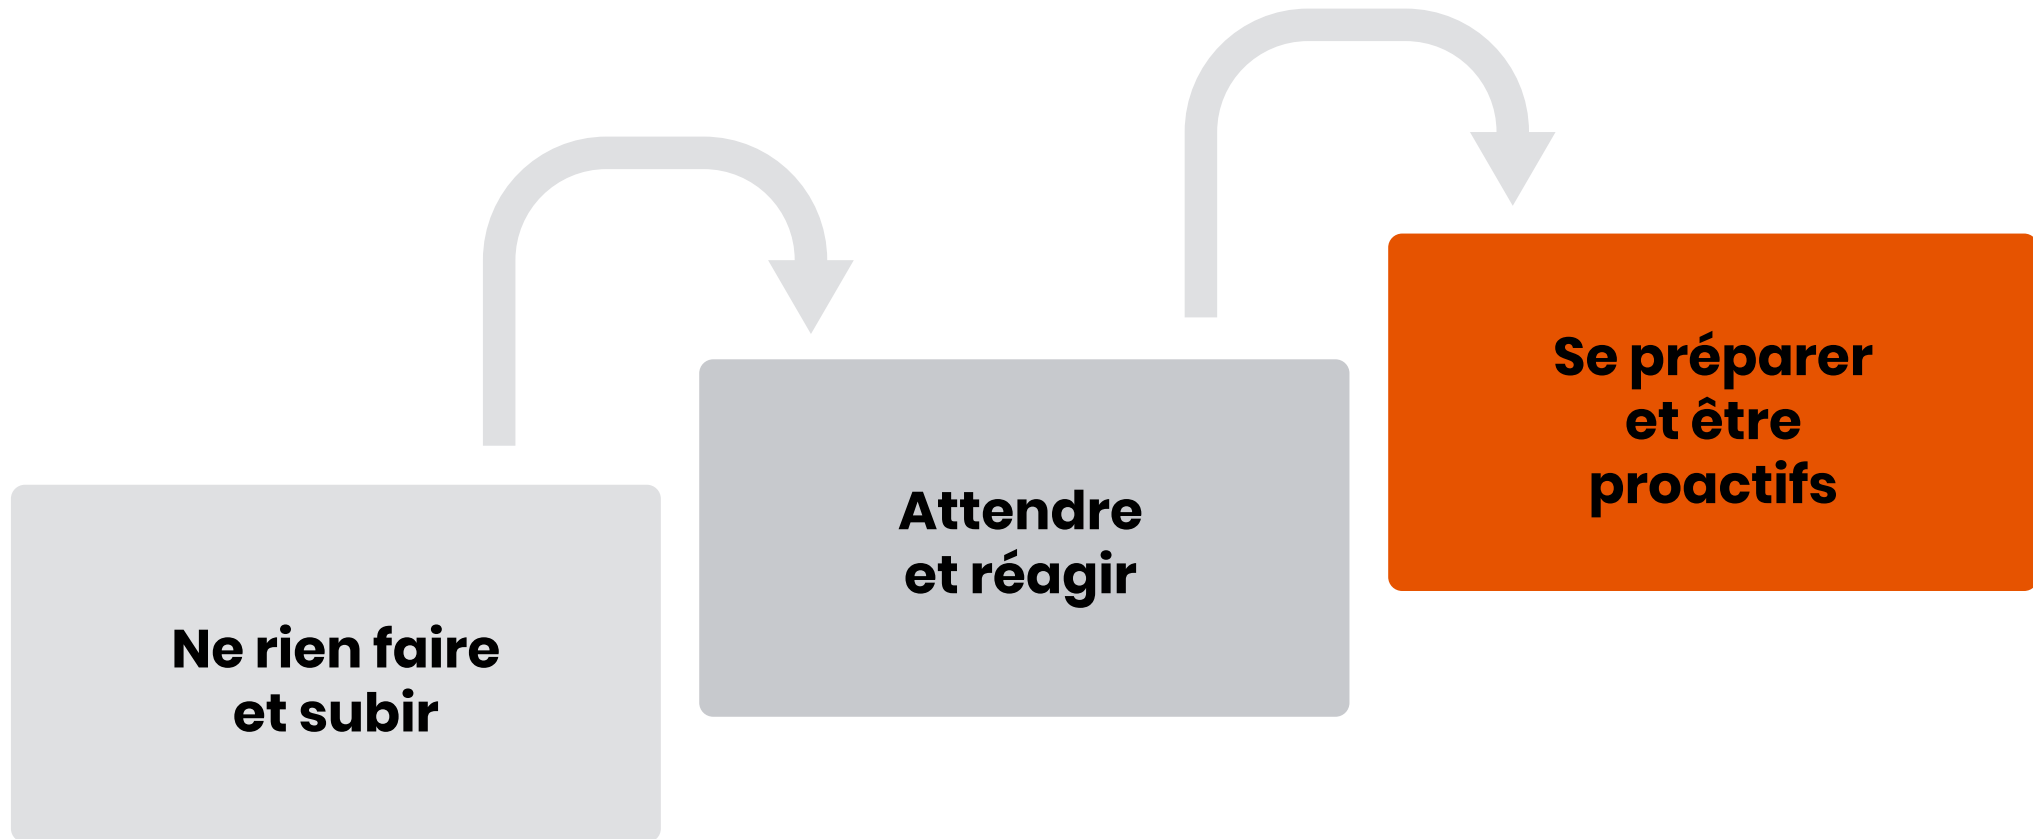 Ne rien faire
et subir
Attendre
et réagir
Se préparer
et être
proactifs